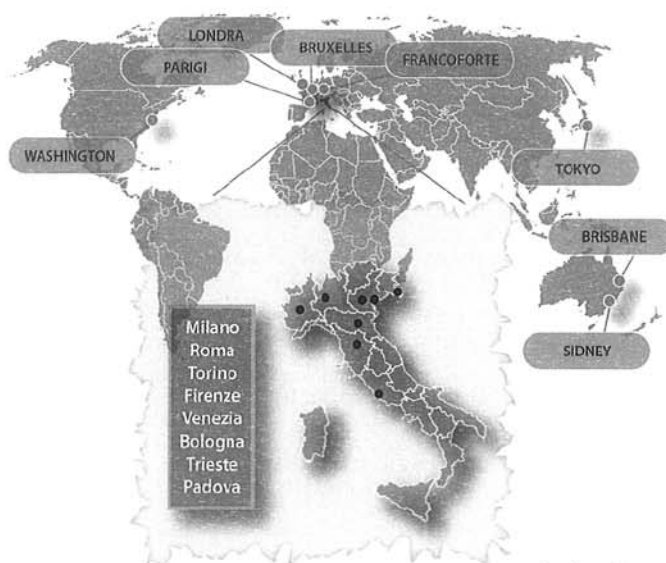 LONDRA
BRUXELLES
PARIGI
FRANCOFORTE
WASHINGTON
TOKYO
BRISBANE
SIDNEY
Milano
Roma
Torino
Firenze
Venezia
Bologna
Trieste
Padova